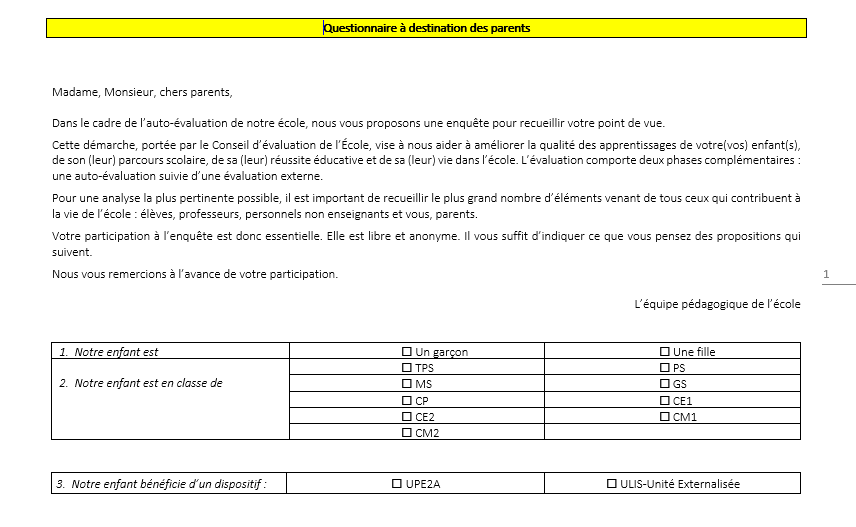 Questionnaire à destination des parents
Madame, Monsieur, chers parents,
Dans le cadre de l'auto-évaluation de notre école, nous vous proposons une enquête pour recueillir votre point de vue.
Cette démarche, portée par le Conseil d'évaluation de l'École, vise à nous aider à améliorer la qualité des apprentissages de votre(vos) enfant(s),
de son (leur) parcours scolaire, de sa (leur) réussite éducative et de sa (leur) vie dans l'école. L'évaluation comporte deux phases complémentaires :
une auto-évaluation suivie d'une évaluation externe.
Pour une analyse la plus pertinente possible, il est important de recueillir le plus grand nombre d'éléments venant de tous ceux qui contribuent à
la vie de l'école : élèves, professeurs, personnels non enseignants et vous, parents.
Votre participation à l'enquête est donc essentielle. Elle est libre et anonyme. Il vous suffit d'indiquer ce que vous pensez des propositions qui
suivent.
Nous vous remercions à l'avance de votre participation.
1
L'équipe pédagogique de l'école
1. Notre enfant est ☐ Un garçon ☐ Une fille
☐ TPS ☐ PS
2. Notre enfant est en classe de ☐ MS ☐ GS
☐ CP ☐ CE1
☐ CE2 ☐ CM1
☐ CM2
3. Notre enfant bénéficie d'un dispositif : ☐ UPE2A ☐ ULIS-Unité Externalisée